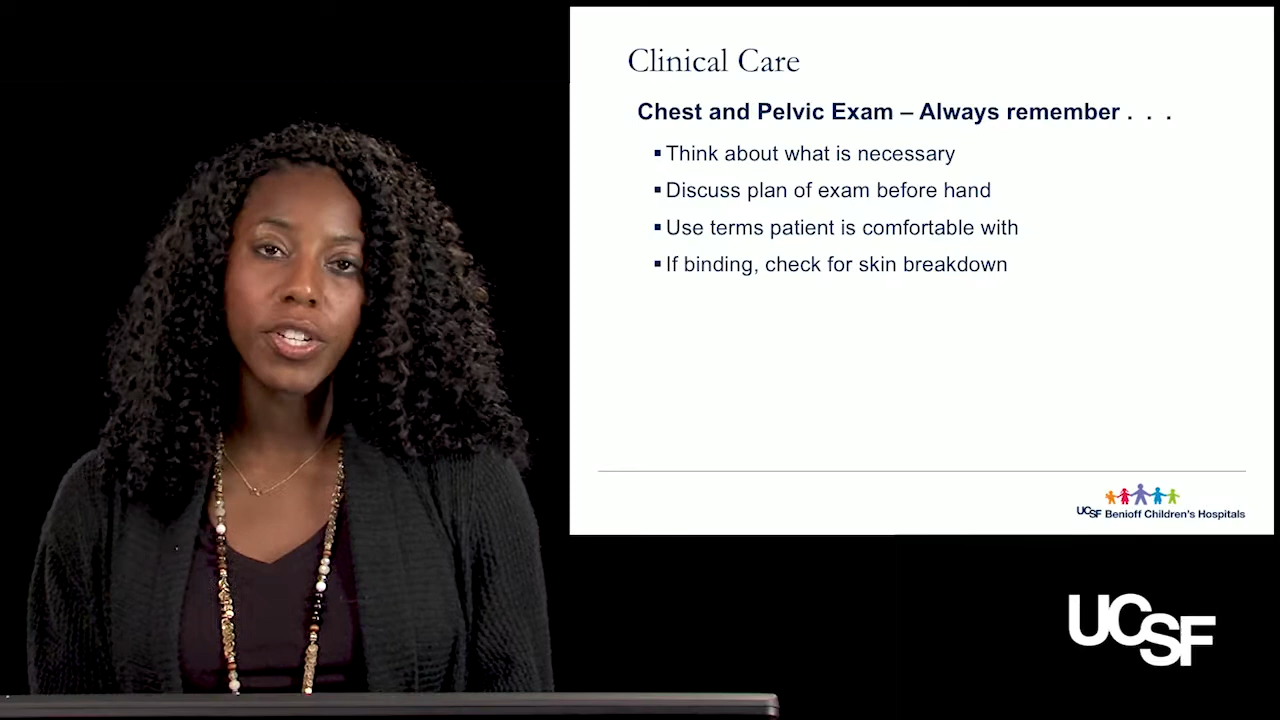 Clinical Care
Chest and Pelvic Exam – Always remember . . .
▪ Think about what is necessary
▪ Discuss plan of exam before hand
▪ Use terms patient is comfortable with
▪ If binding, check for skin breakdown
UCSF Benioff Children's Hospitals
UCSF